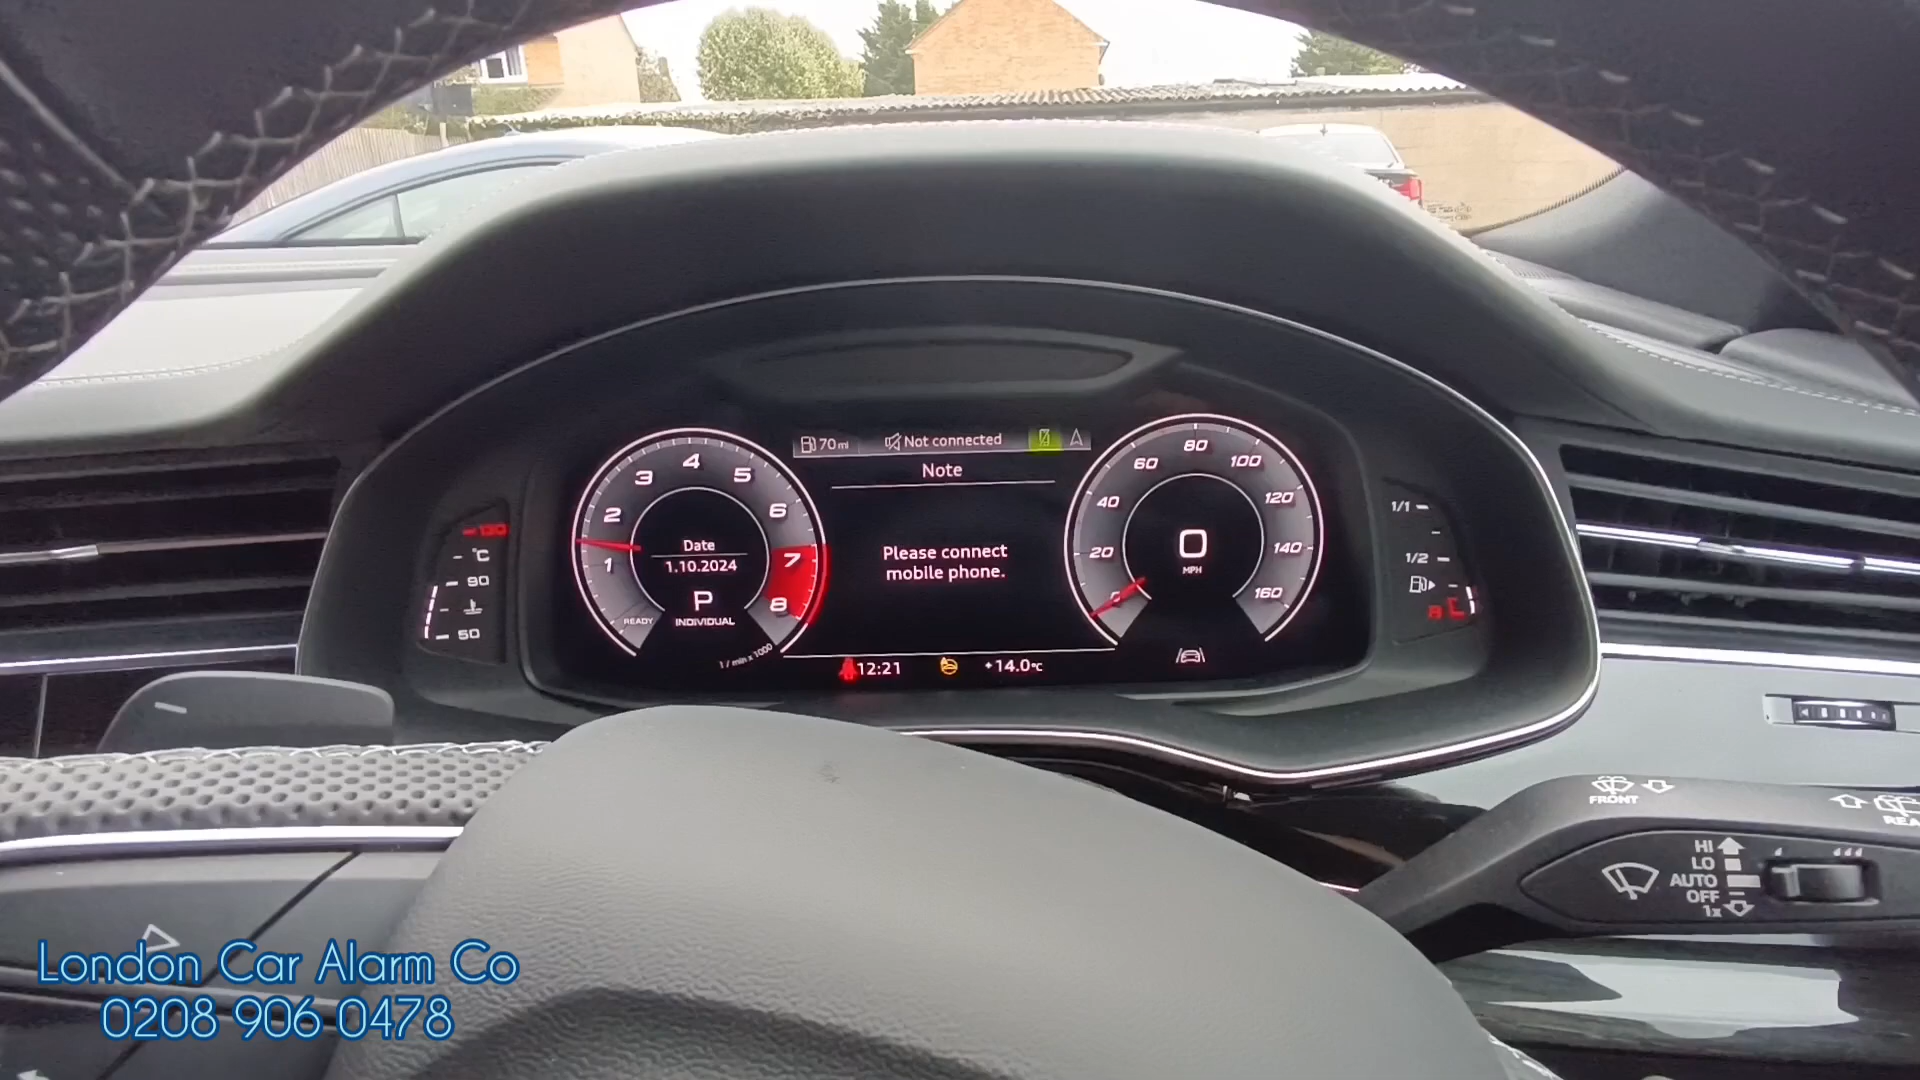 70 mi
Not connected
Note
Please connect
mobile phone.
1
2
3
4
5
6
7
8
READY
Date
1.10.2024
P
INDIVIDUAL
1 / min x 1000
0
20
40
60
80
100
120
140
160
0
MPH
130
°C
90
50
1/1
1/2
R
12:21
+14.0°C
FRONT
HI
LO
AUTO
OFF
1x
London Car Alarm Co
0208 906 0478